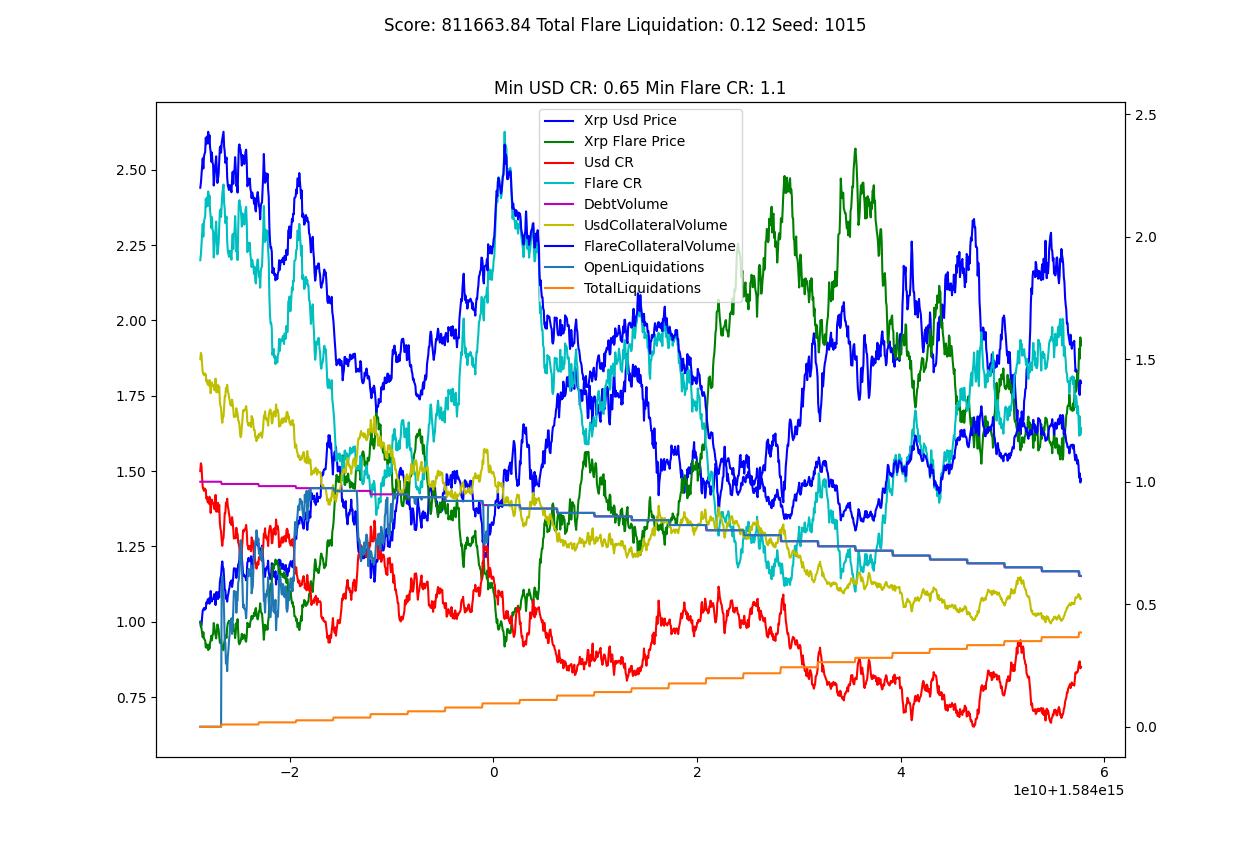 Score: 811663.84 Total Flare Liquidation: 0.12 Seed: 1015
Min USD CR: 0.65 Min Flare CR: 1.1
Xrp Usd Price
Xrp Flare Price
Usd CR
Flare CR
DebtVolume
UsdCollateralVolume
FlareCollateralVolume
OpenLiquidations
TotalLiquidations
2.50
2.25
2.00
1.75
1.50
1.25
1.00
0.75
2.5
2.0
1.5
1.0
0.5
0.0
−2 0 2 4 6
1e10+1.584e15